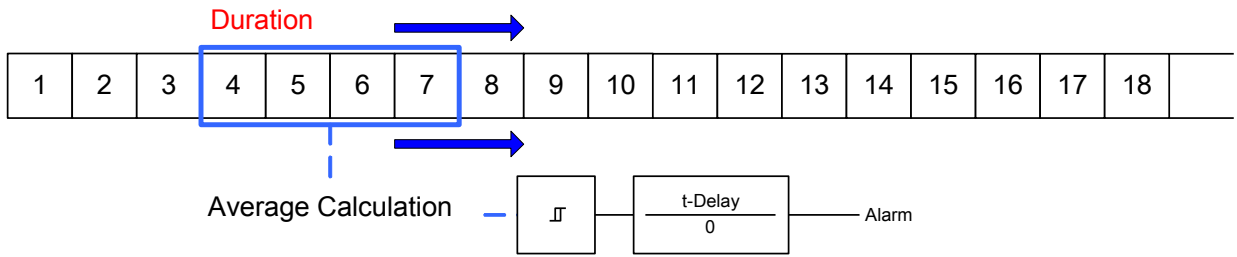 Duration
1 2 3 4 5 6 7 8 9 10 11 12 13 14 15 16 17 18
Average Calculation
t-Delay
0
Alarm